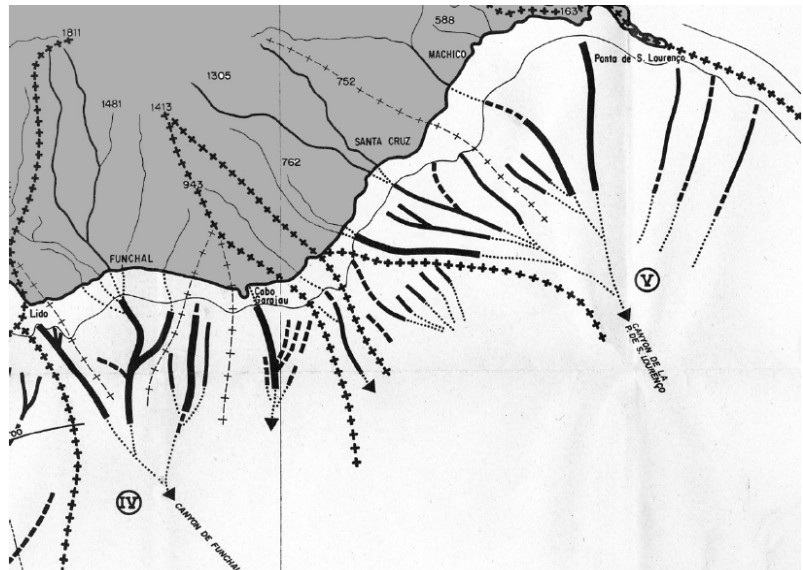 1811
588
163
MACHICO
Ponta de S. Lourenço
1305
752
1481
1413
SANTA CRUZ
762
943
FUNCHAL
Cabo
Garajau
Lido
V
CANYON DE LA
P. DE S. LOURENÇO
IV
CANYON DE FUNCHAL